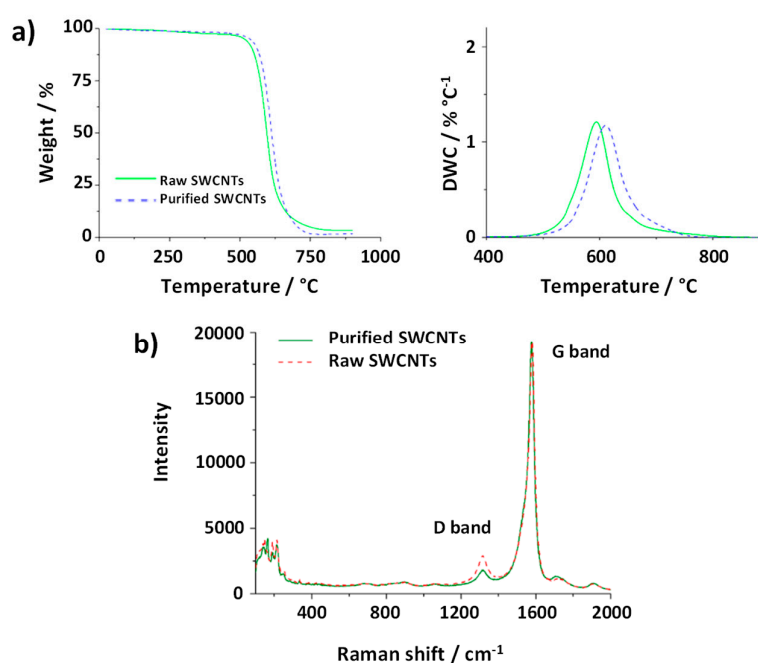 a)
100
75
50
25
0
Weight / %
Raw SWCNTs
Purified SWCNTs
0 250 500 750 1000
Temperature / °C
2
1
0
DWC / % °C⁻¹
400 600 800
Temperature / °C
b)
20000
15000
10000
5000
0
Intensity
Purified SWCNTs
Raw SWCNTs
G band
D band
400 800 1200 1600 2000
Raman shift / cm⁻¹